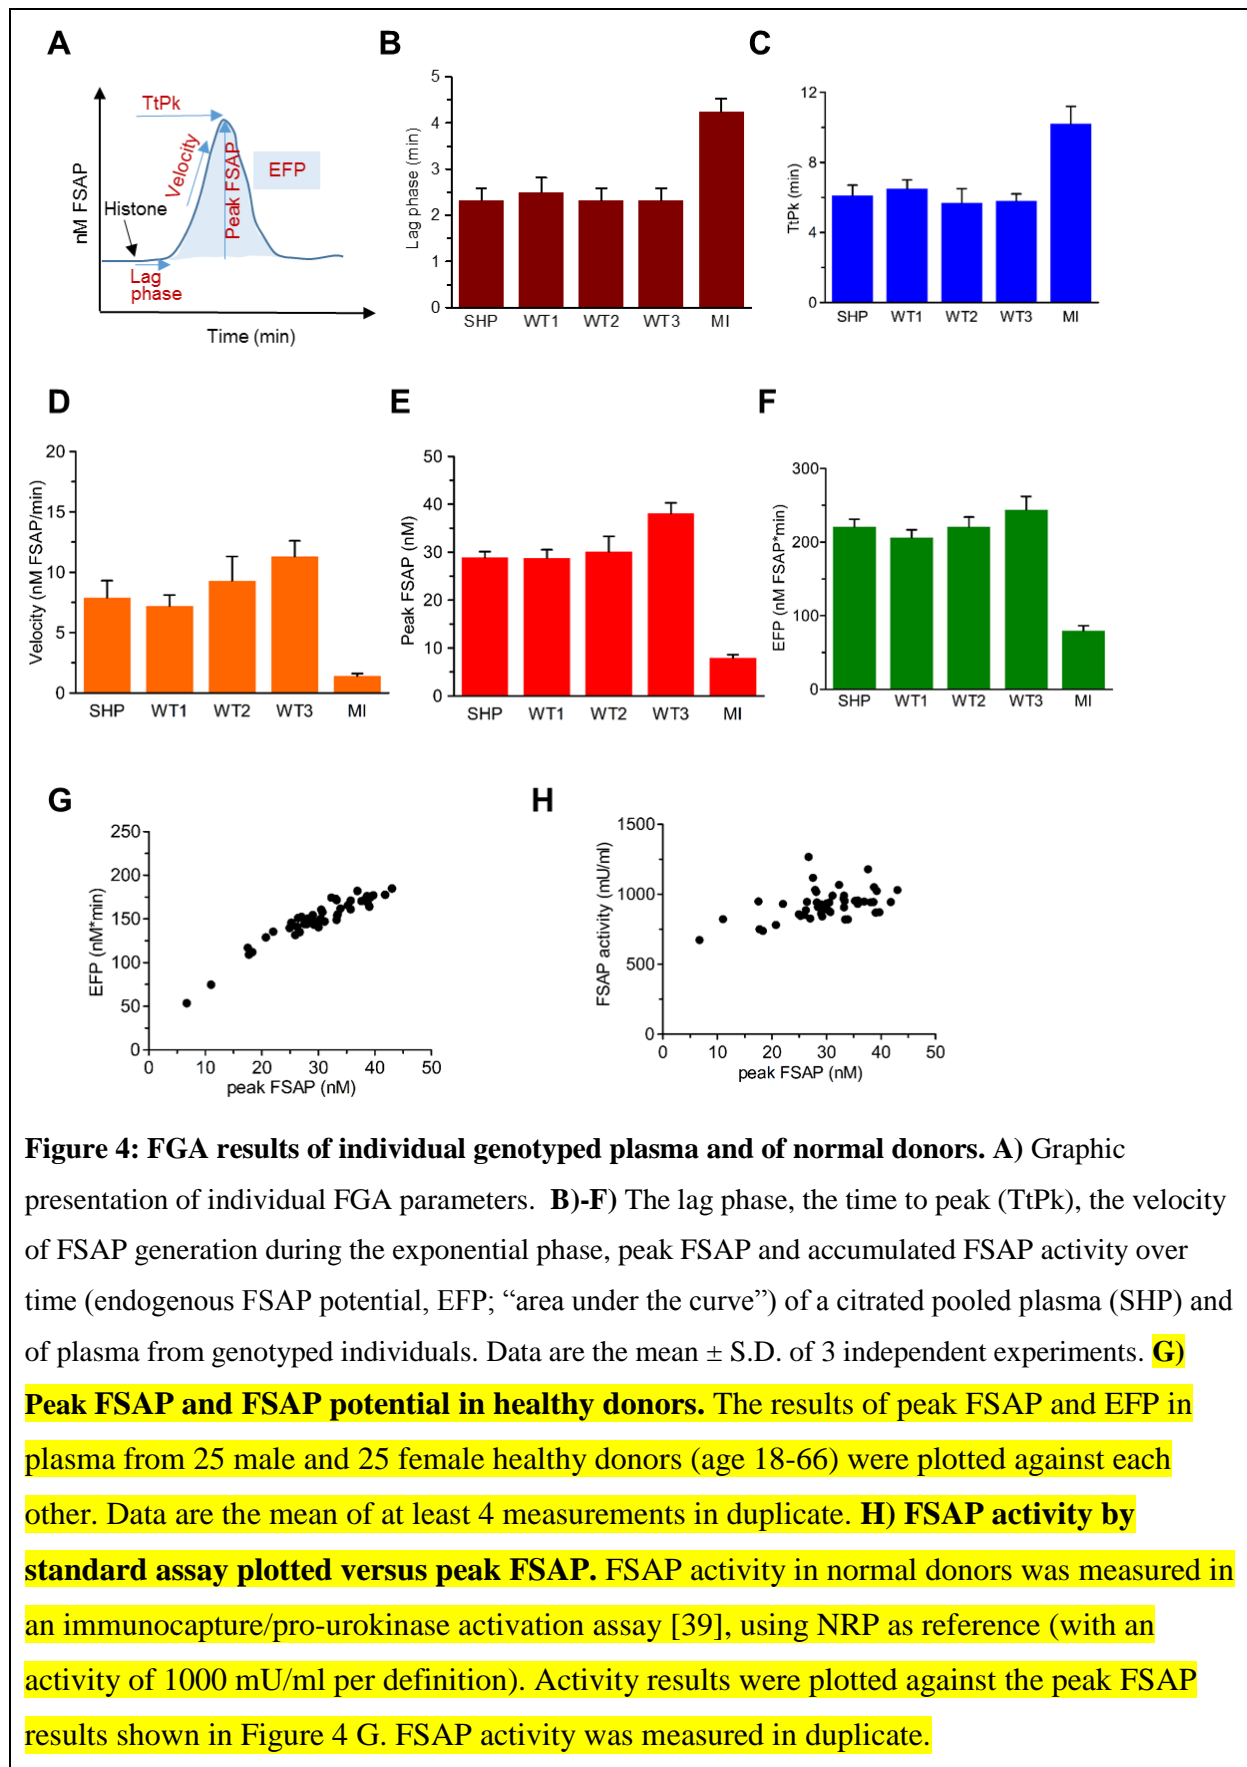 A
B
C
TtPk
Velocity
Peak FSAP
EFP
nM FSAP
Histone
Lag
phase
Time (min)
5
4
3
2
1
0
Lag phase (min)
SHP WT1 WT2 WT3 MI
12
9
6
3
0
TtPk (min)
SHP WT1 WT2 WT3 MI
D
E
F
20
15
10
5
0
Velocity (nM FSAP/min)
SHP WT1 WT2 WT3 MI
50
40
30
20
10
0
Peak FSAP (nM)
SHP WT1 WT2 WT3 MI
300
200
100
0
EFP (nM FSAP*min)
SHP WT1 WT2 WT3 MI
G
H
250
200
150
100
50
0
EFP (nM*min)
0 10 20 30 40 50
peak FSAP (nM)
1500
1000
500
0
FSAP activity (mU/ml)
0 10 20 30 40 50
peak FSAP (nM)
Figure 4: FGA results of individual genotyped plasma and of normal donors. A) Graphic
presentation of individual FGA parameters. B)-F) The lag phase, the time to peak (TtPk), the velocity
of FSAP generation during the exponential phase, peak FSAP and accumulated FSAP activity over
time (endogenous FSAP potential, EFP; “area under the curve”) of a citrated pooled plasma (SHP) and
of plasma from genotyped individuals. Data are the mean ± S.D. of 3 independent experiments. G)
Peak FSAP and FSAP potential in healthy donors. The results of peak FSAP and EFP in
plasma from 25 male and 25 female healthy donors (age 18-66) were plotted against each
other. Data are the mean of at least 4 measurements in duplicate. H) FSAP activity by
standard assay plotted versus peak FSAP. FSAP activity in normal donors was measured in
an immunocapture/pro-urokinase activation assay [39], using NRP as reference (with an
activity of 1000 mU/ml per definition). Activity results were plotted against the peak FSAP
results shown in Figure 4 G. FSAP activity was measured in duplicate.